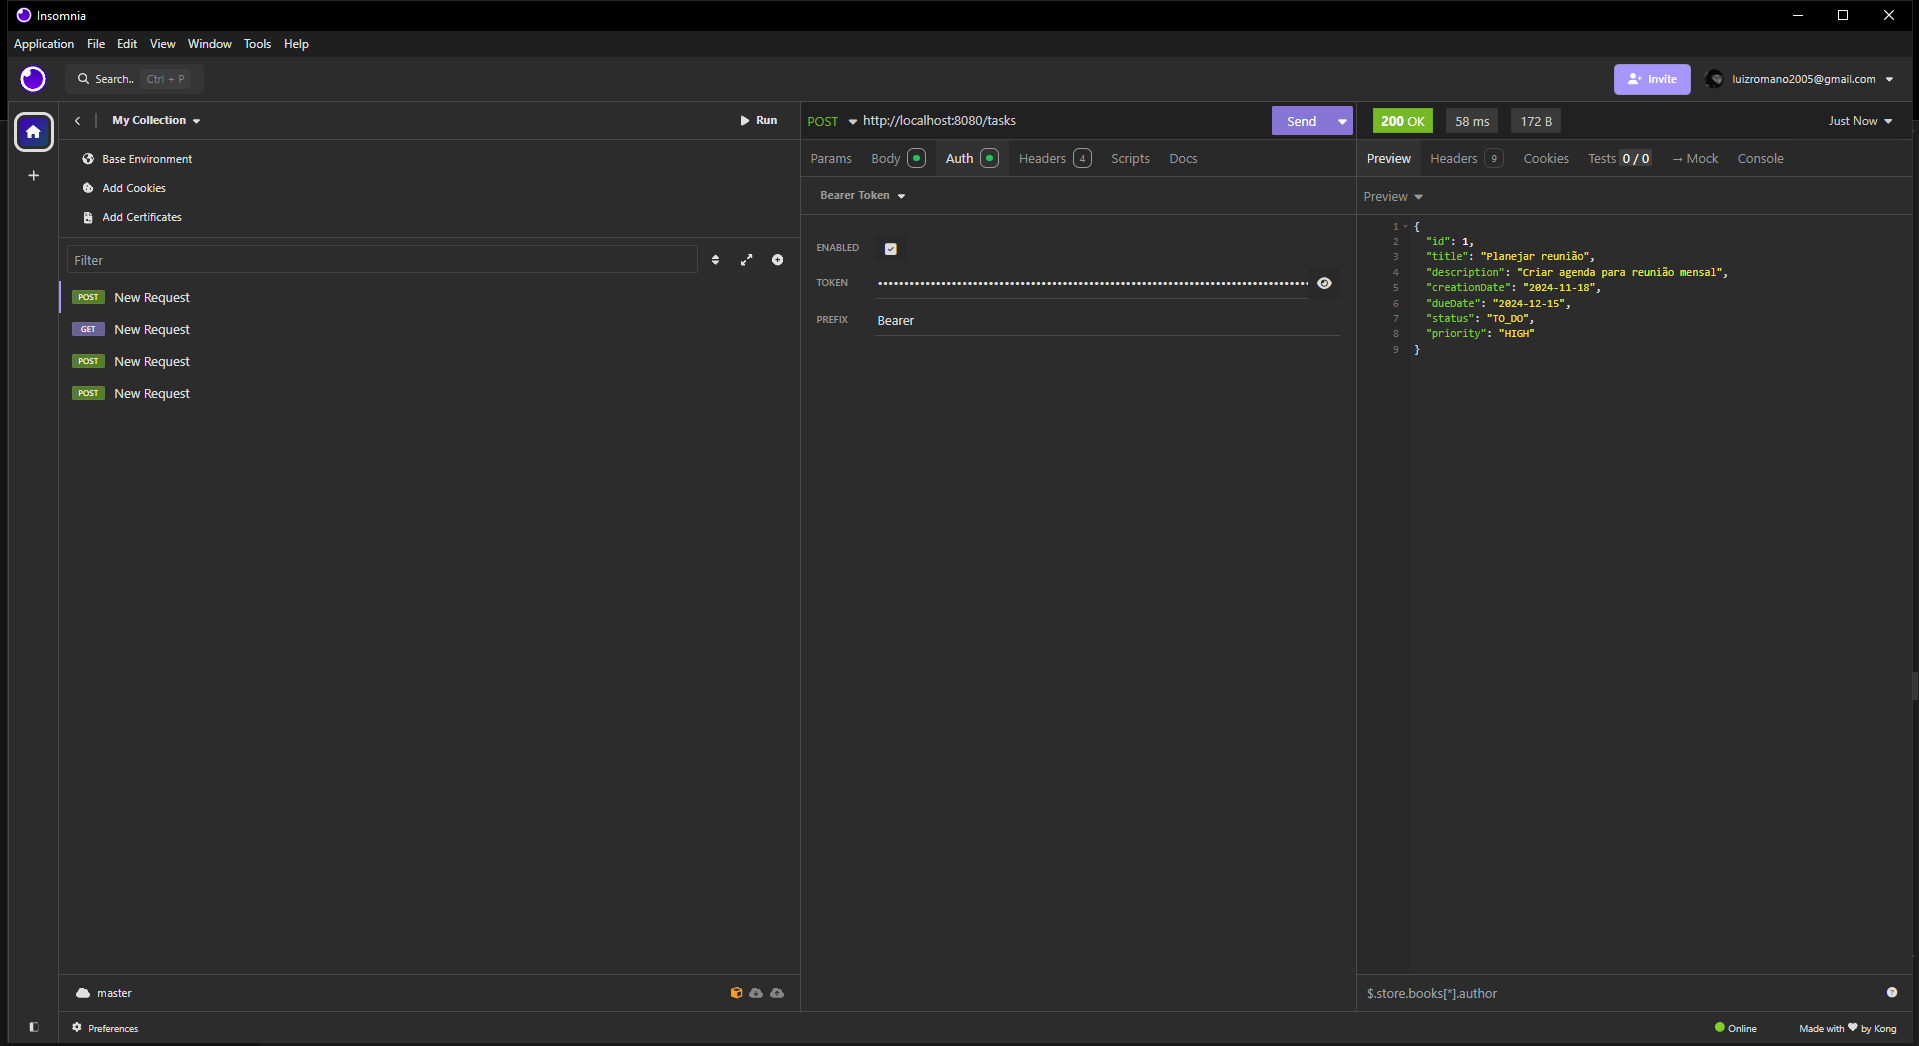 Insomnia
Application File Edit View Window Tools Help
Search.. Ctrl + P
Invite
luizromano2005@gmail.com
My Collection
Run
Base Environment
Add Cookies
Add Certificates
Filter
POST New Request
GET New Request
POST New Request
POST New Request
master
Preferences
POST http://localhost:8080/tasks
Send
Params Body Auth Headers 4 Scripts Docs
Bearer Token
ENABLED
TOKEN ••••••••••••••••••••••••••••••••••••••••••••••••••••••••••••••••••••••••
PREFIX Bearer
200 OK 58 ms 172 B
Just Now
Preview Headers 9 Cookies Tests 0 / 0 → Mock Console
Preview
1 {
2 "id": 1,
3 "title": "Planejar reunião",
4 "description": "Criar agenda para reunião mensal",
5 "creationDate": "2024-11-18",
6 "dueDate": "2024-12-15",
7 "status": "TO_DO",
8 "priority": "HIGH"
9 }
$.store.books[*].author
Online
Made with ♥ by Kong